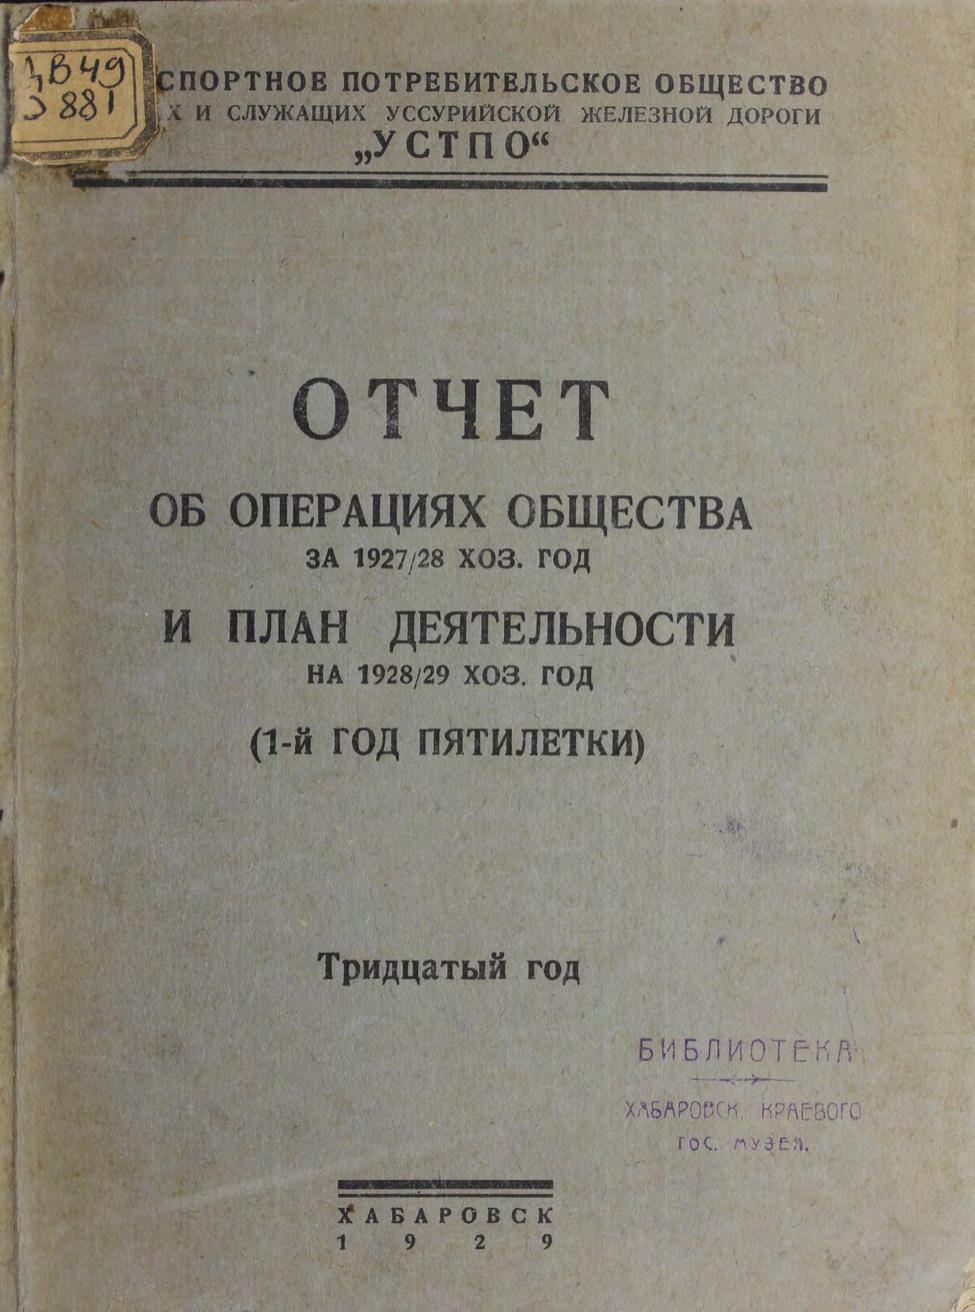 881
СПОРТНОЕ ПОТРЕБИТЕЛЬСКОЕ ОБЩЕСТВО
Х И СЛУЖАЩИХ УССУРИЙСКОЙ ЖЕЛЕЗНОЙ ДОРОГИ
„УСТПО“
ОТЧЕТ
ОБ ОПЕРАЦИЯХ ОБЩЕСТВА
ЗА 1927/28 ХОЗ. ГОД
И ПЛАН ДЕЯТЕЛЬНОСТИ
НА 1928/29 ХОЗ. ГОД
(1-й ГОД ПЯТИЛЕТКИ)
Тридцатый год
БИБЛИОТЕКА
ХАБАРОВСК. КРАЕВОГО
ГОС. МУЗЕЯ.
ХАБАРОВСК
1929